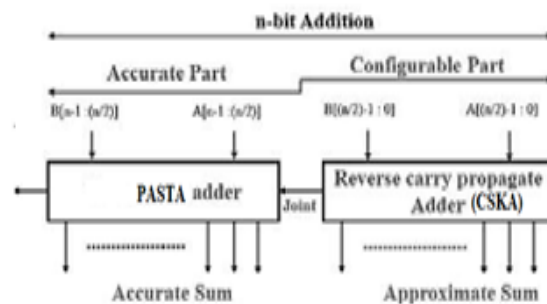 n-bit Addition
Accurate Part
Configurable Part
B[n-1 :(n/2)]
A[n-1 :(n/2)]
B[(n/2)-1 : 0]
A[(n/2)-1 : 0]
PASTA adder
Joint
Reverse carry propagate
Adder (CSKA)
Accurate Sum
Approximate Sum